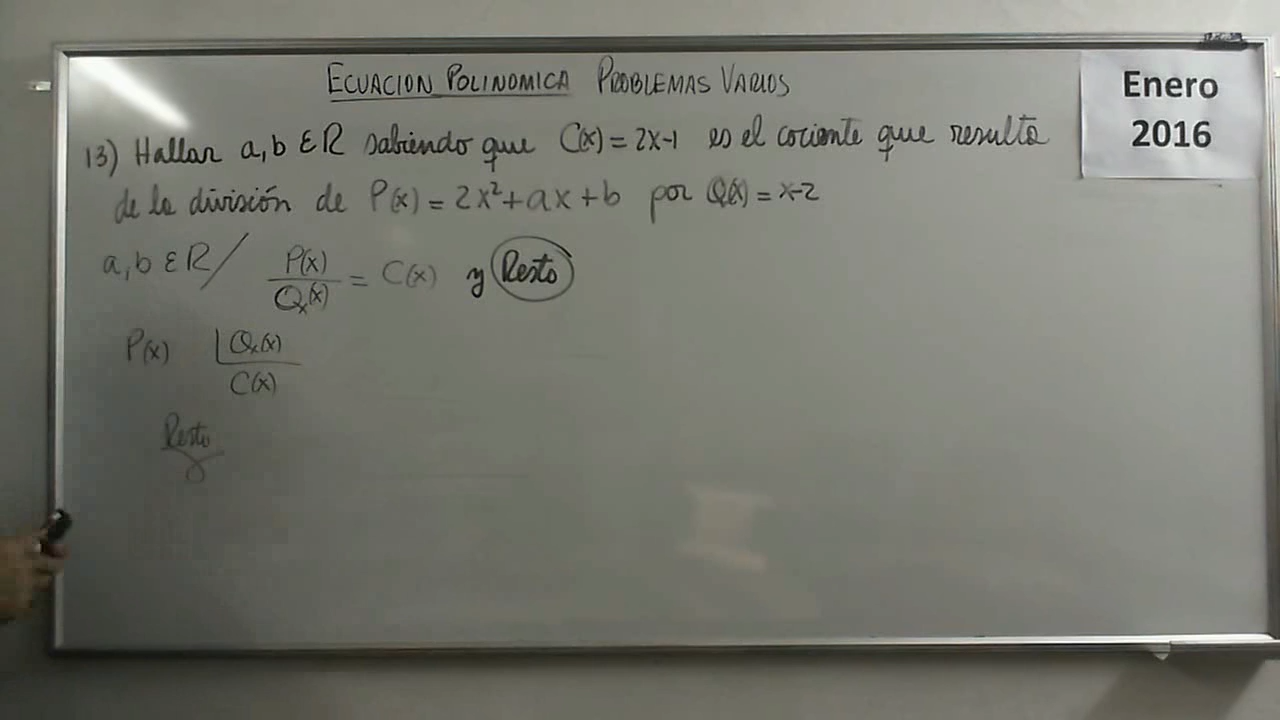 ECUACION POLINOMICA PROBLEMAS VARIOS
Enero
2016
13) Hallar a,b ε R sabiendo que C(x) = 2x-1 es el cociente que resulta
de la división de P(x) = 2x²+ax+b por Q(x) = x-2
a,b ε R / P(x)/Q(x) = C(x) y Resto
P(x) Q(x)
C(x)
Resto